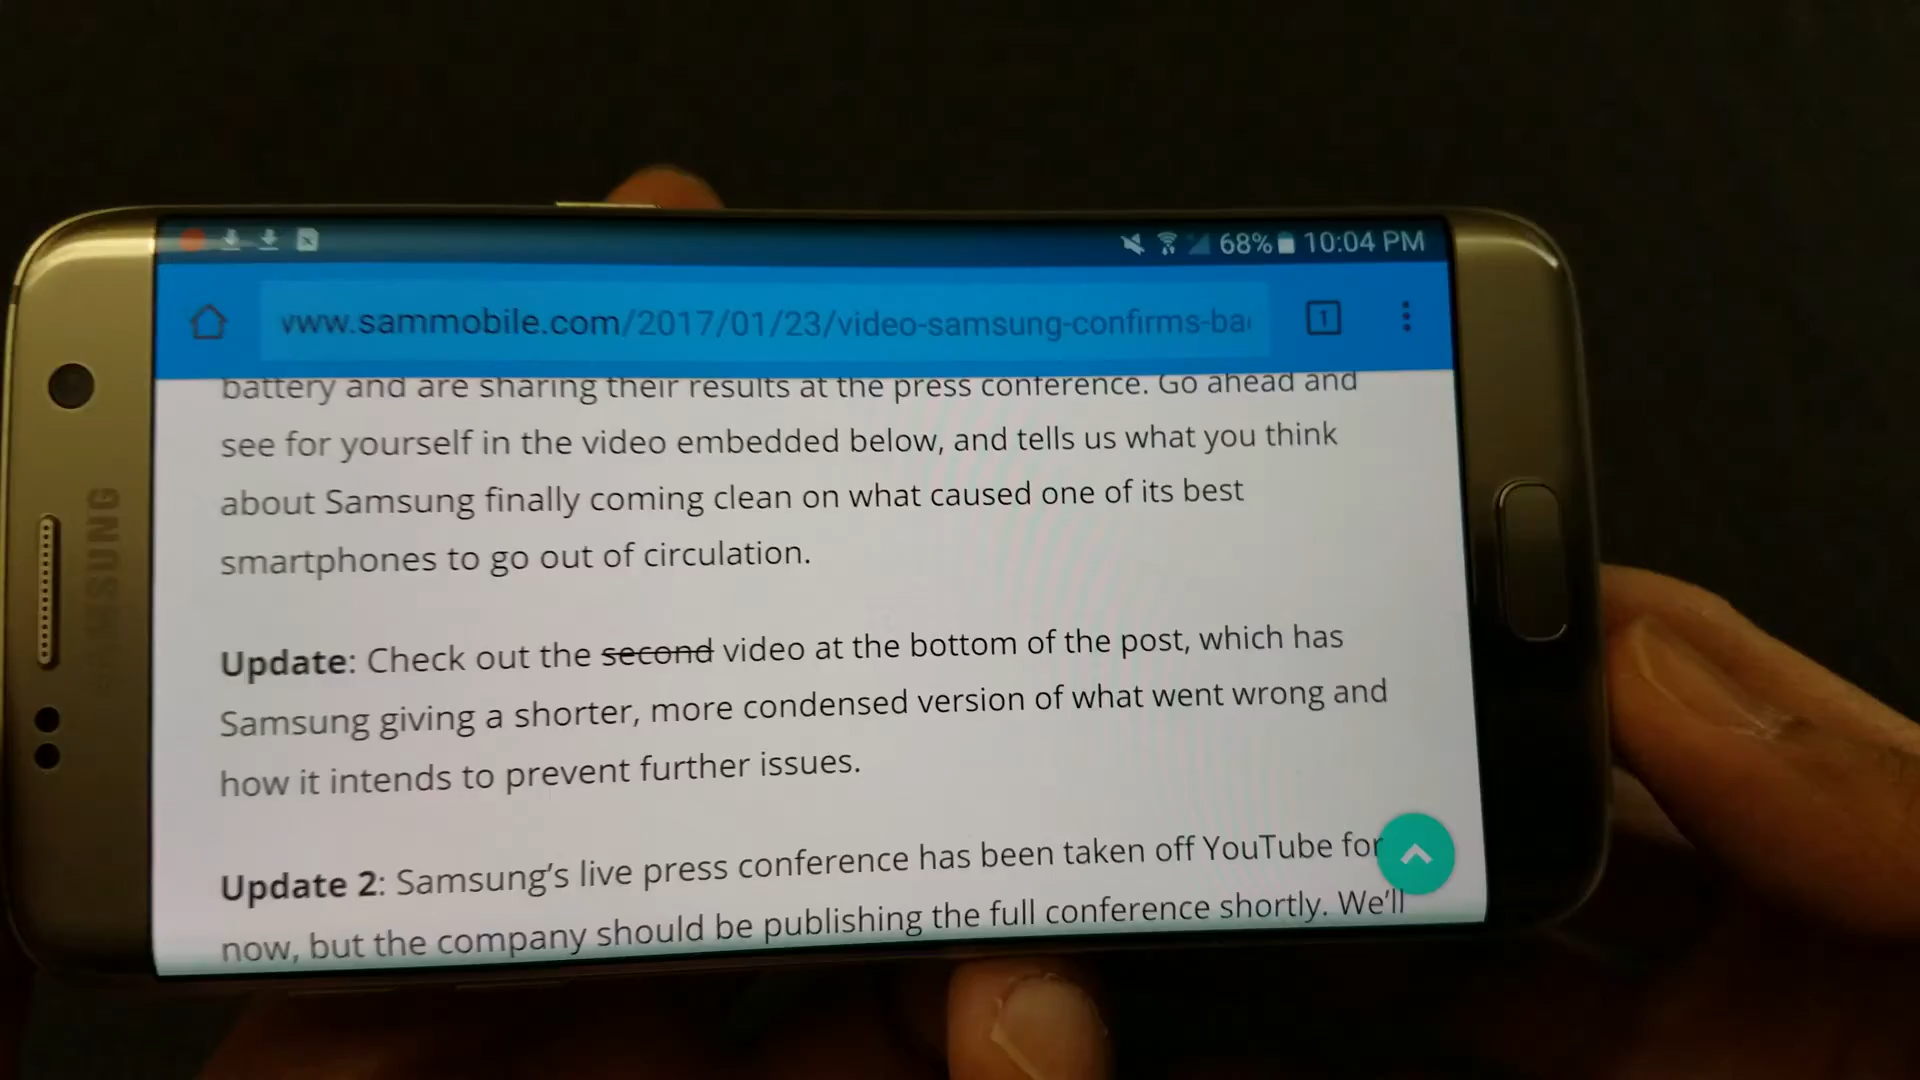 68% 10:04 PM
www.sammobile.com/2017/01/23/video-samsung-confirms-ba
1
battery and are sharing their results at the press conference. Go ahead and
see for yourself in the video embedded below, and tells us what you think
about Samsung finally coming clean on what caused one of its best
smartphones to go out of circulation.
Update: Check out the second video at the bottom of the post, which has
Samsung giving a shorter, more condensed version of what went wrong and
how it intends to prevent further issues.
Update 2: Samsung's live press conference has been taken off YouTube for
now, but the company should be publishing the full conference shortly. We'll
SAMSUNG